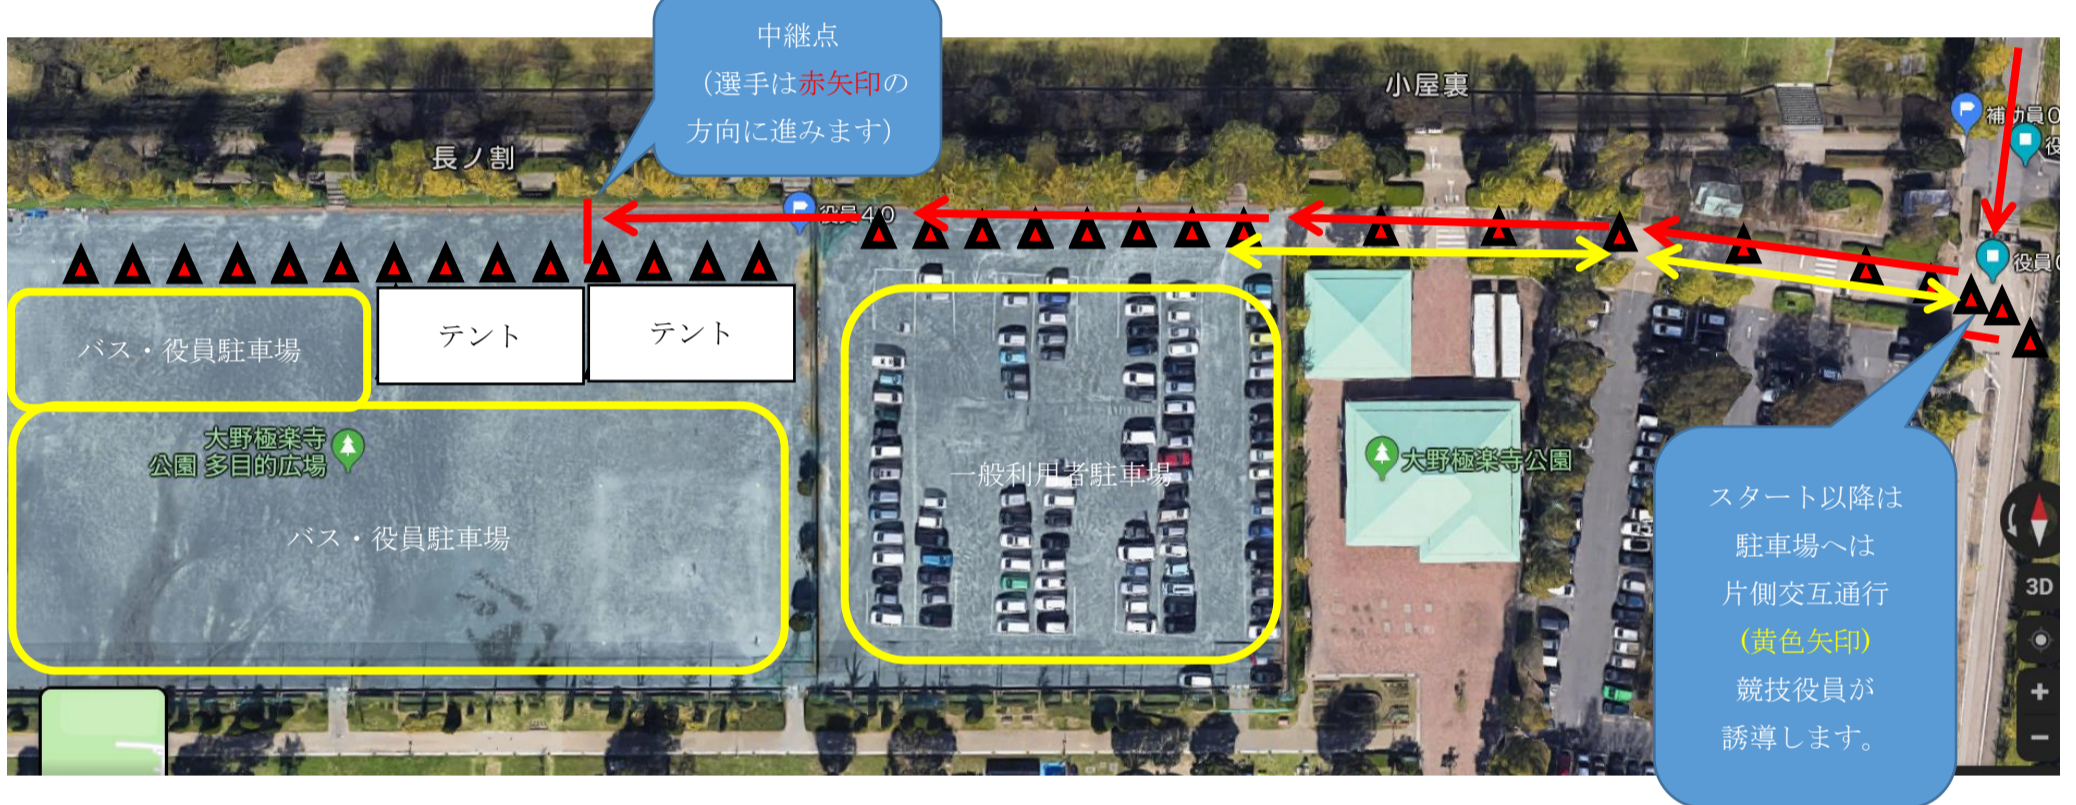 中継点
（選手は赤矢印の
方向に進みます）
小屋裏
補助員0
役
長ノ割
役員40
役員0
テント
テント
バス・役員駐車場
大野極楽寺
公園 多目的広場
一般利用者駐車場
大野極楽寺公園
バス・役員駐車場
スタート以降は
駐車場へは
片側交互通行
(黄色矢印)
競技役員が
誘導します。
3D